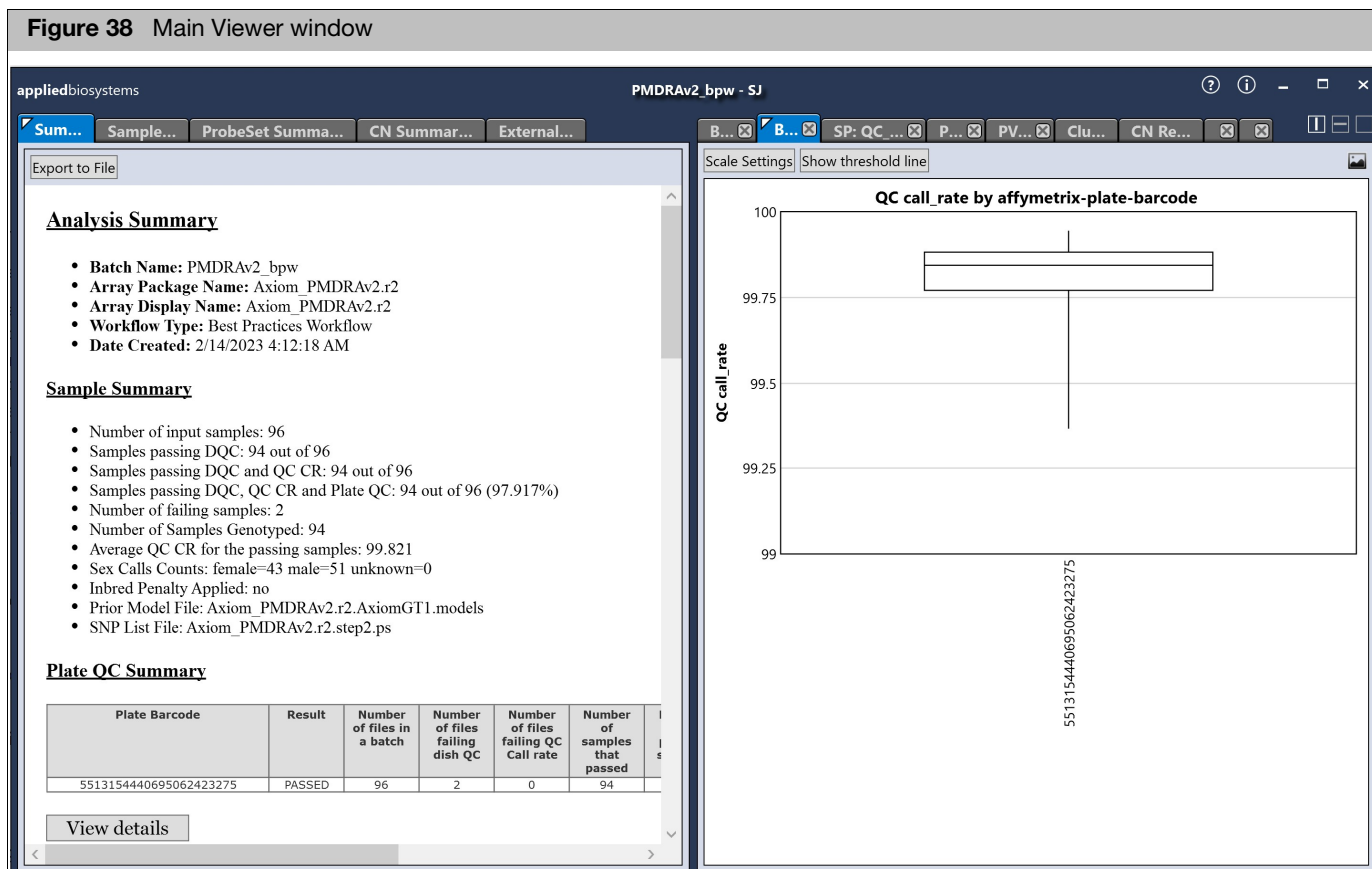 Figure 38 Main Viewer window
appliedbiosystems
PMDRAv2_bpw - SJ
Sum...
Sample...
ProbeSet Summa...
CN Summar...
External...
Export to File
Analysis Summary
• Batch Name: PMDRAv2_bpw
• Array Package Name: Axiom_PMDRAv2.r2
• Array Display Name: Axiom_PMDRAv2.r2
• Workflow Type: Best Practices Workflow
• Date Created: 2/14/2023 4:12:18 AM
Sample Summary
• Number of input samples: 96
• Samples passing DQC: 94 out of 96
• Samples passing DQC and QC CR: 94 out of 96
• Samples passing DQC, QC CR and Plate QC: 94 out of 96 (97.917%)
• Number of failing samples: 2
• Number of Samples Genotyped: 94
• Average QC CR for the passing samples: 99.821
• Sex Calls Counts: female=43 male=51 unknown=0
• Inbred Penalty Applied: no
• Prior Model File: Axiom_PMDRAv2.r2.AxiomGT1.models
• SNP List File: Axiom_PMDRAv2.r2.step2.ps
Plate QC Summary
Plate Barcode
Result
Number
of files in
a batch
Number
of files
failing
dish QC
Number
of files
failing QC
Call rate
Number
of
samples
that
passed
5513154440695062423275 PASSED 96 2 0 94
View details
B...
B...
SP: QC_...
P...
PV...
Clu...
CN Re...
Scale Settings
Show threshold line
QC call_rate by affymetrix-plate-barcode
100
99.75
99.5
99.25
99
QC call_rate
5513154440695062423275